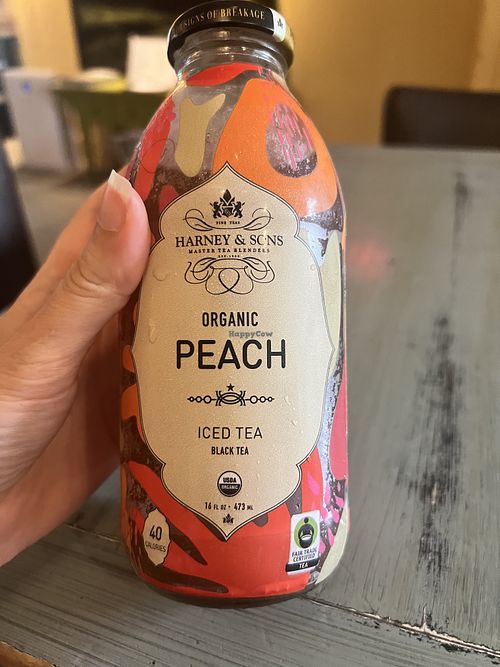 SIGNS OF BREAKAGE
FINE TEAS
HARNEY & SONS
MASTER TEA BLENDERS
ORGANIC
HappyCow
PEACH
ICED TEA
BLACK TEA
USDA
ORGANIC
16 FL OZ • 473 ML
40
CALORIES
FAIR TRADE
CERTIFIED
TEA